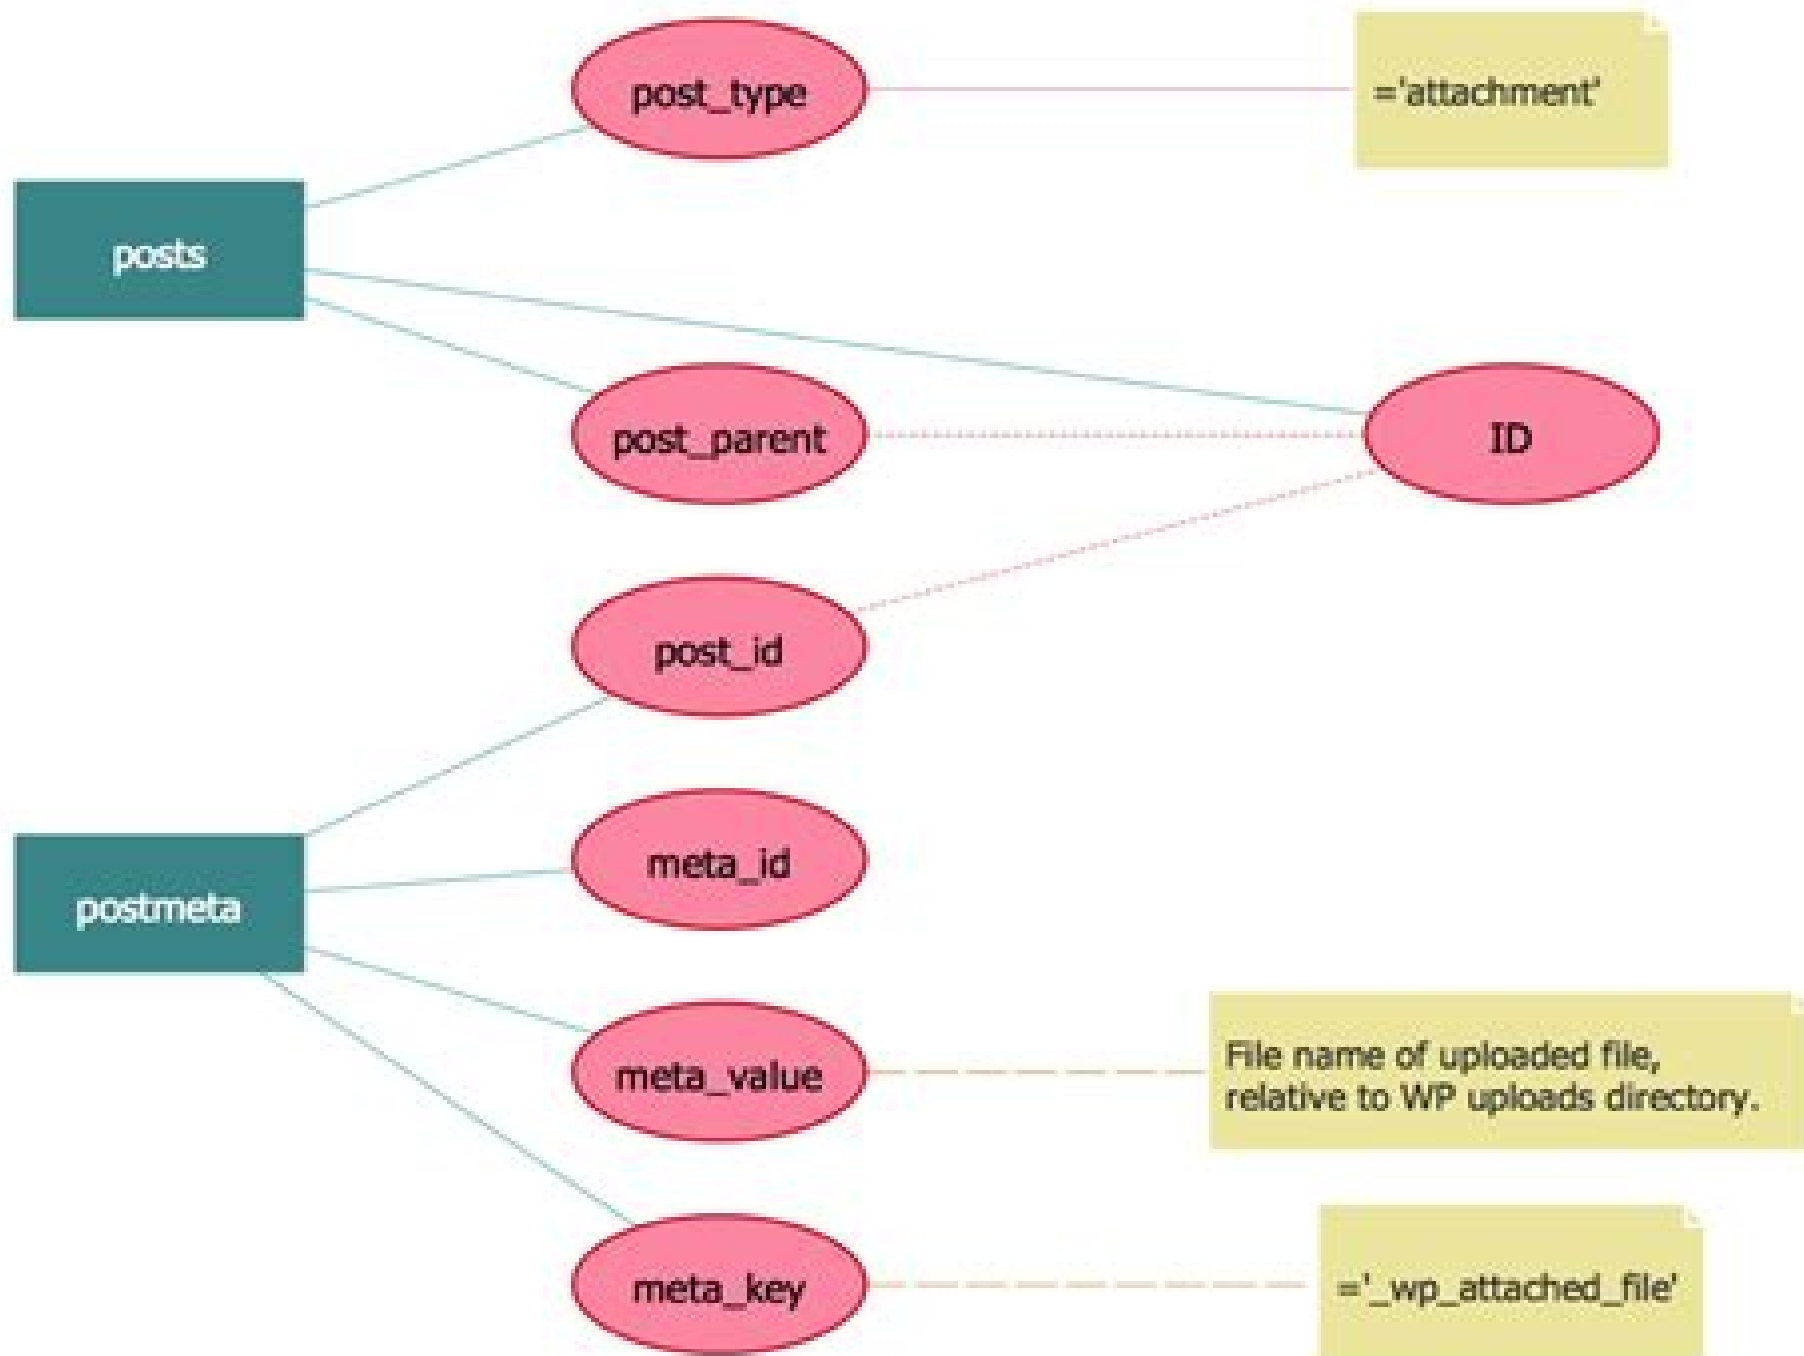 post_type
='attachment'
posts
post_parent
ID
post_id
meta_id
postmeta
meta_value
File name of uploaded file,
relative to WP uploads directory.
meta_key
='_wp_attached_file'